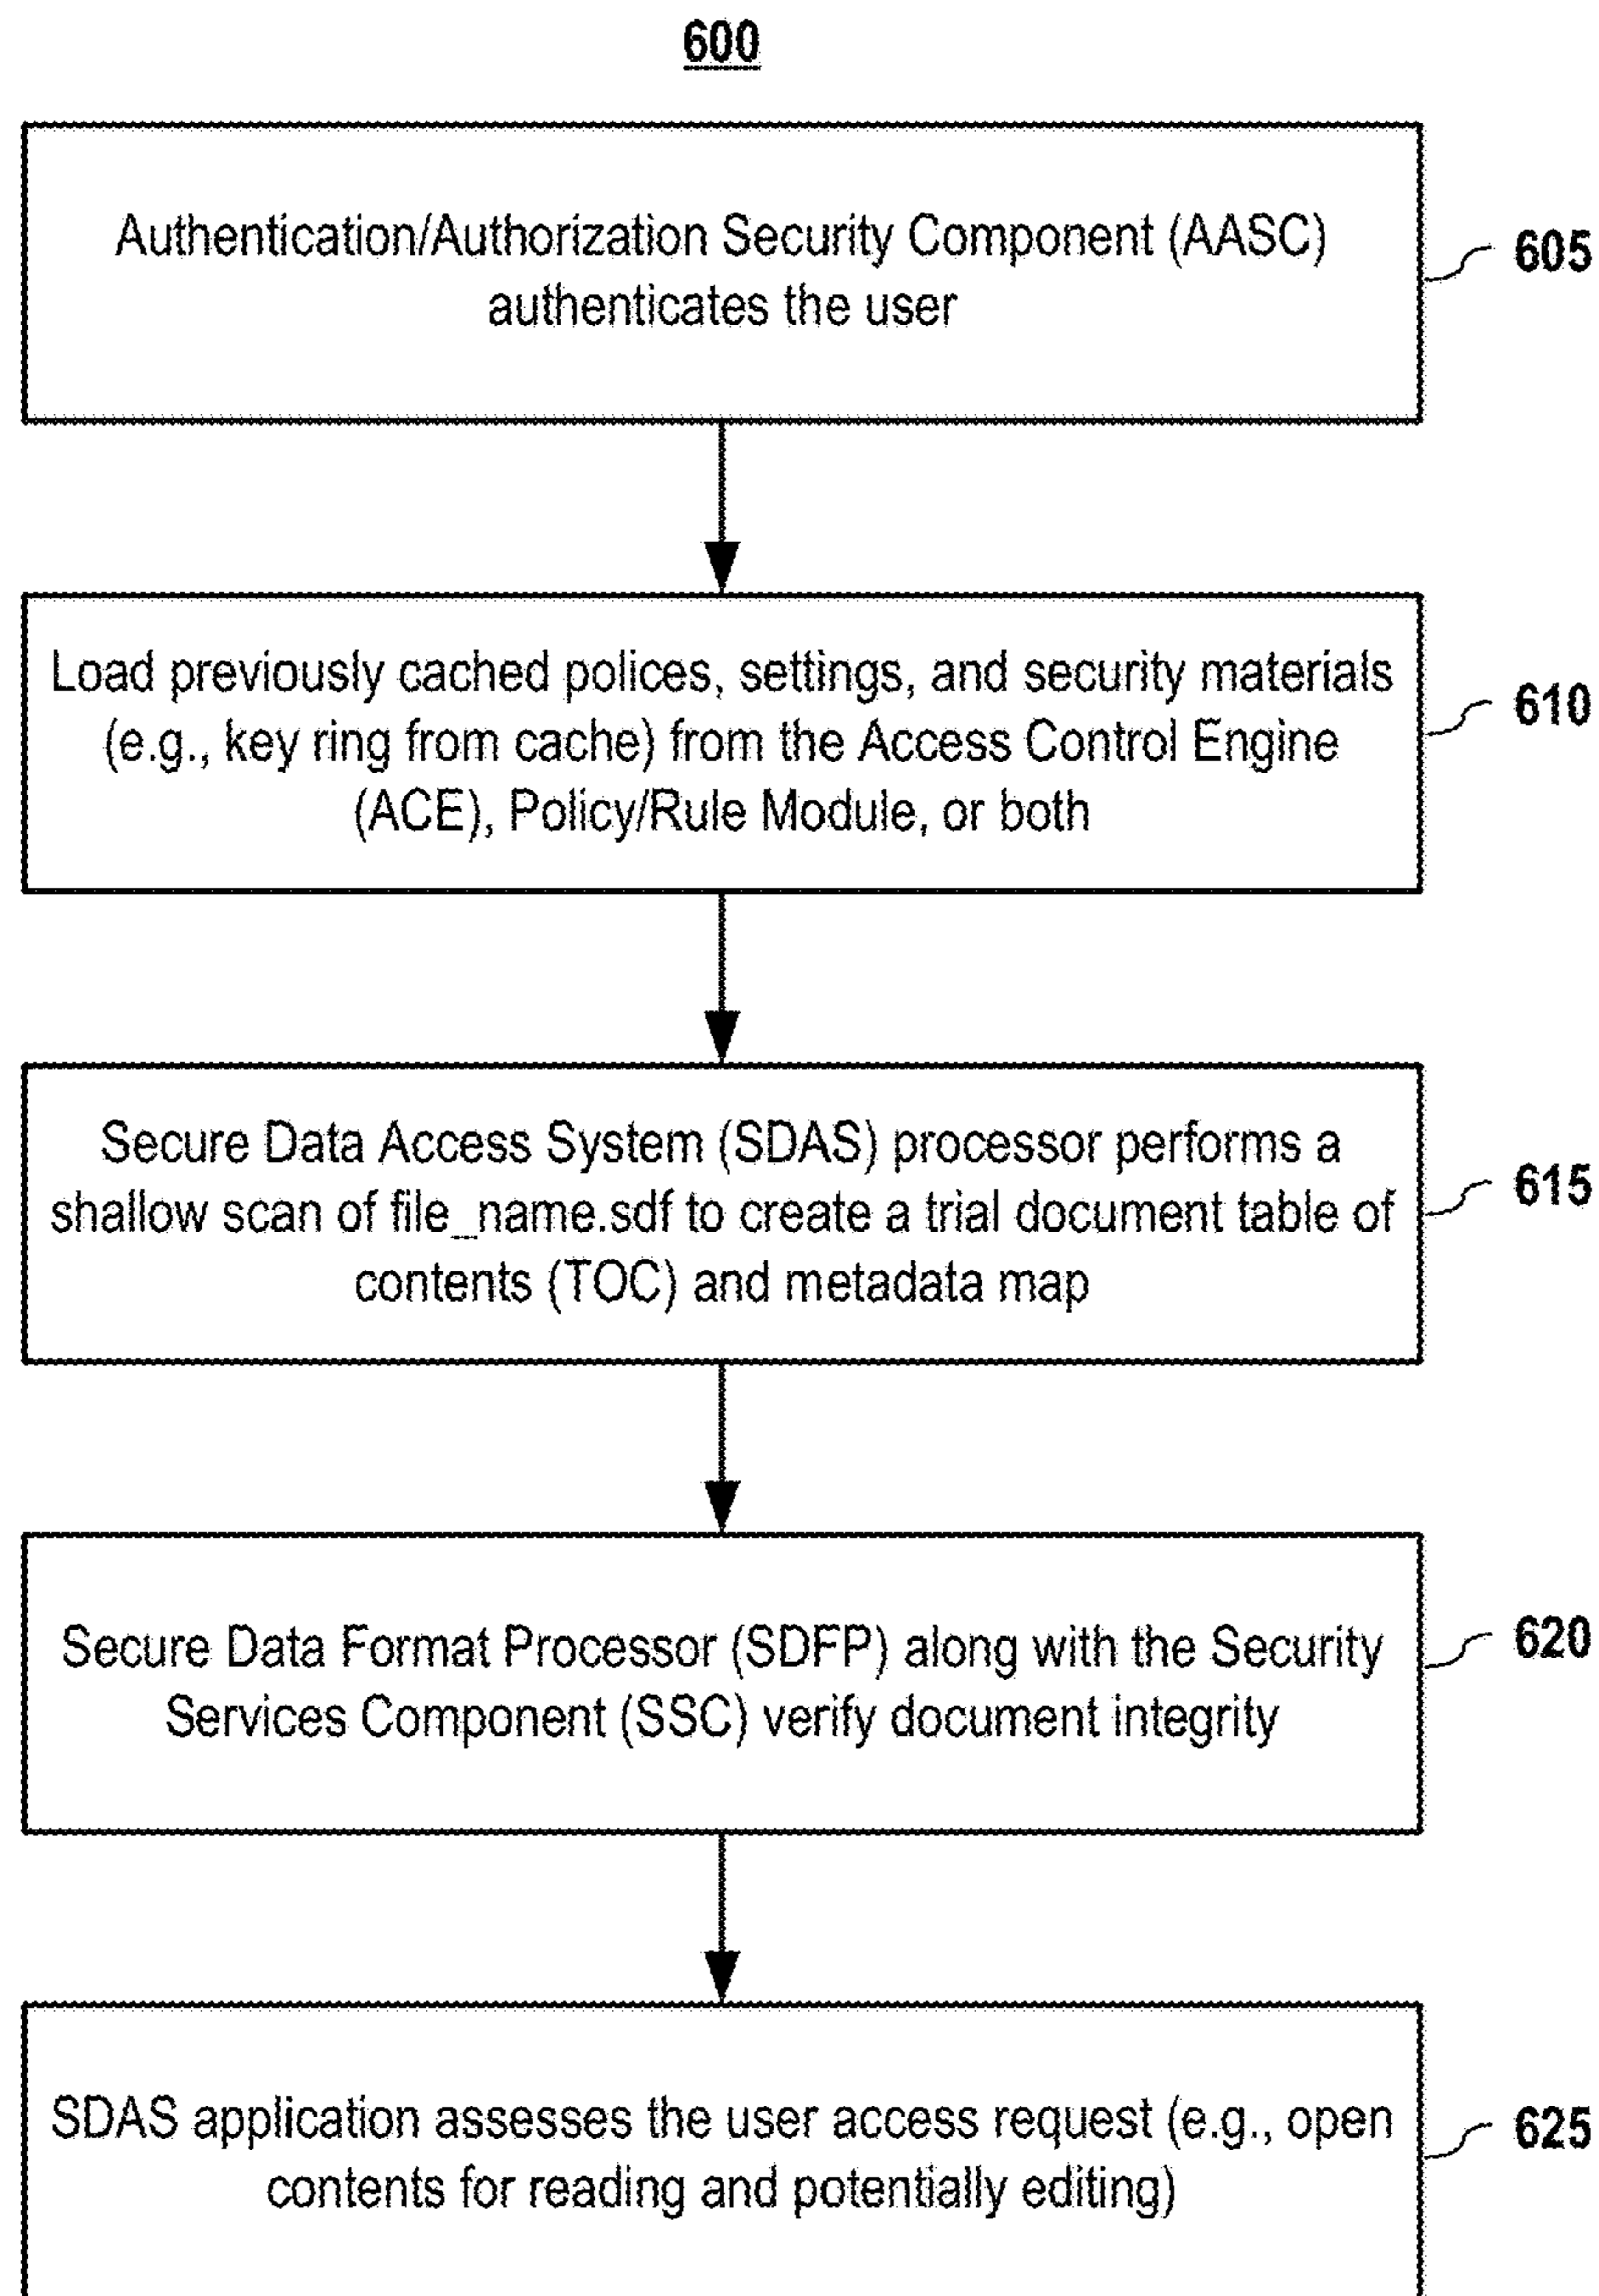 600
Authentication/Authorization Security Component (AASC)
authenticates the user
605
Load previously cached polices, settings, and security materials
(e.g., key ring from cache) from the Access Control Engine
(ACE), Policy/Rule Module, or both
610
Secure Data Access System (SDAS) processor performs a
shallow scan of file_name.sdf to create a trial document table of
contents (TOC) and metadata map
615
Secure Data Format Processor (SDFP) along with the Security
Services Component (SSC) verify document integrity
620
SDAS application assesses the user access request (e.g., open
contents for reading and potentially editing)
625